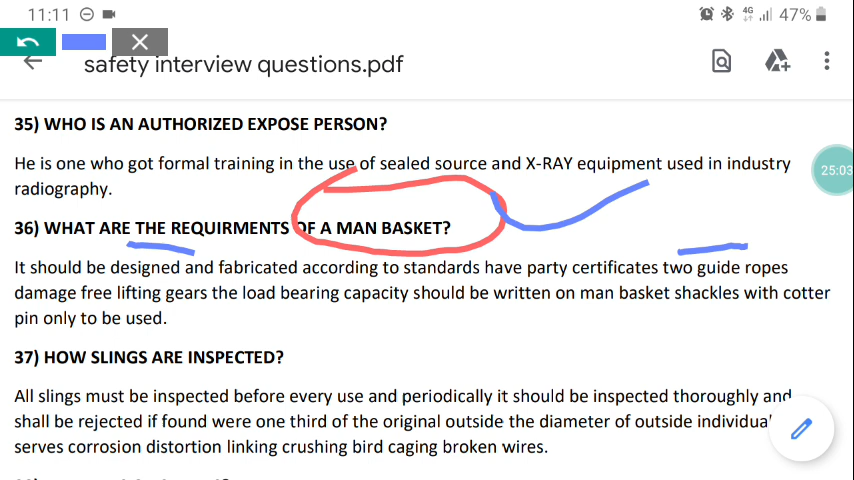 11:11 4G 47%
safety interview questions.pdf
35) WHO IS AN AUTHORIZED EXPOSE PERSON?
He is one who got formal training in the use of sealed source and X-RAY equipment used in industry
radiography.
25:03
36) WHAT ARE THE REQUIRMENTS OF A MAN BASKET?
It should be designed and fabricated according to standards have party certificates two guide ropes
damage free lifting gears the load bearing capacity should be written on man basket shackles with cotter
pin only to be used.
37) HOW SLINGS ARE INSPECTED?
All slings must be inspected before every use and periodically it should be inspected thoroughly and
shall be rejected if found were one third of the original outside the diameter of outside individual
serves corrosion distortion linking crushing bird caging broken wires.